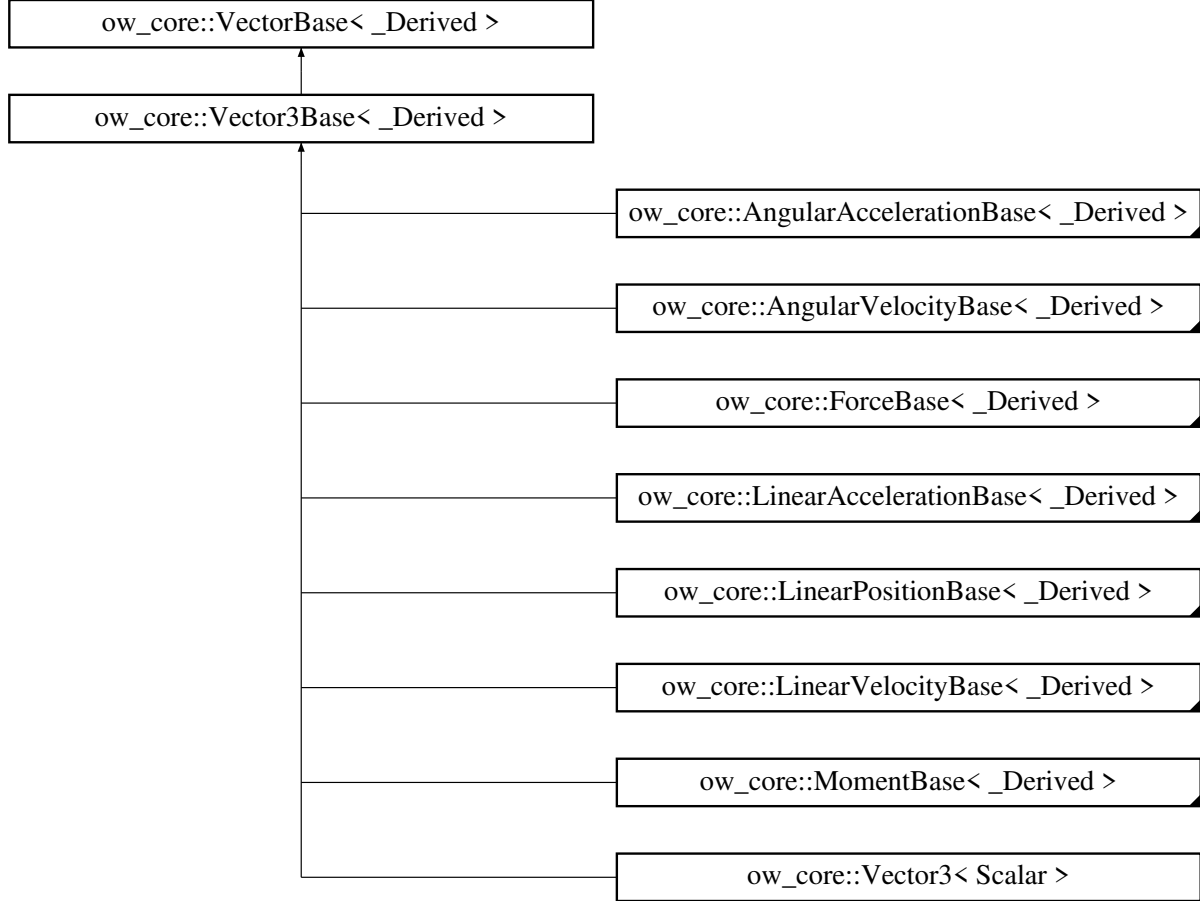 ow_core::VectorBase< _Derived >
ow_core::Vector3Base< _Derived >
ow_core::AngularAccelerationBase< _Derived >
ow_core::AngularVelocityBase< _Derived >
ow_core::ForceBase< _Derived >
ow_core::LinearAccelerationBase< _Derived >
ow_core::LinearPositionBase< _Derived >
ow_core::LinearVelocityBase< _Derived >
ow_core::MomentBase< _Derived >
ow_core::Vector3< Scalar >